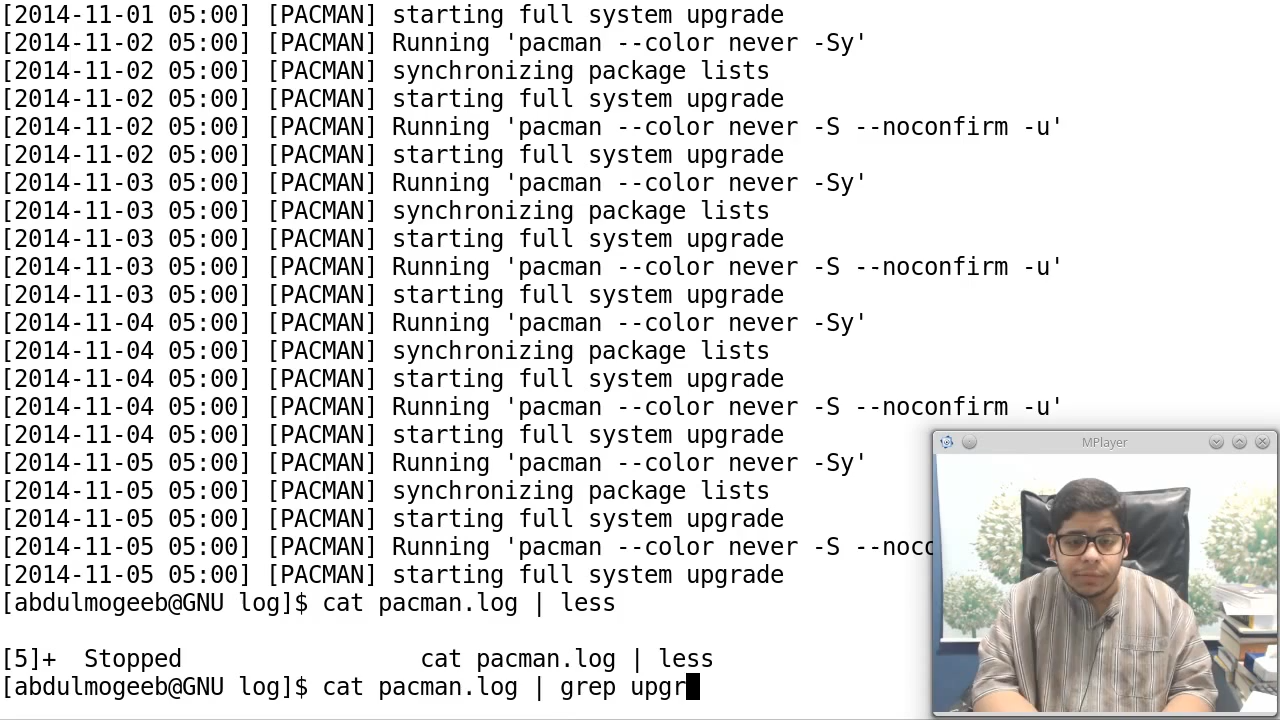 [2014-11-01 05:00] [PACMAN] starting full system upgrade
[2014-11-02 05:00] [PACMAN] Running 'pacman --color never -Sy'
[2014-11-02 05:00] [PACMAN] synchronizing package lists
[2014-11-02 05:00] [PACMAN] starting full system upgrade
[2014-11-02 05:00] [PACMAN] Running 'pacman --color never -S --noconfirm -u'
[2014-11-02 05:00] [PACMAN] starting full system upgrade
[2014-11-03 05:00] [PACMAN] Running 'pacman --color never -Sy'
[2014-11-03 05:00] [PACMAN] synchronizing package lists
[2014-11-03 05:00] [PACMAN] starting full system upgrade
[2014-11-03 05:00] [PACMAN] Running 'pacman --color never -S --noconfirm -u'
[2014-11-03 05:00] [PACMAN] starting full system upgrade
[2014-11-04 05:00] [PACMAN] Running 'pacman --color never -Sy'
[2014-11-04 05:00] [PACMAN] synchronizing package lists
[2014-11-04 05:00] [PACMAN] starting full system upgrade
[2014-11-04 05:00] [PACMAN] Running 'pacman --color never -S --noconfirm -u'
[2014-11-04 05:00] [PACMAN] starting full system upgrade
[2014-11-05 05:00] [PACMAN] Running 'pacman --color never -Sy'
[2014-11-05 05:00] [PACMAN] synchronizing package lists
[2014-11-05 05:00] [PACMAN] starting full system upgrade
[2014-11-05 05:00] [PACMAN] Running 'pacman --color never -S --noc
[2014-11-05 05:00] [PACMAN] starting full system upgrade
[abdulmogeeb@GNU log]$ cat pacman.log | less
[5]+  Stopped                 cat pacman.log | less
[abdulmogeeb@GNU log]$ cat pacman.log | grep upgr
MPlayer